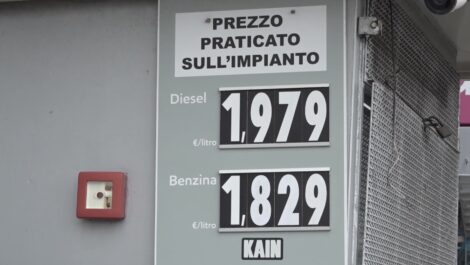 PREZZO
PRATICATO
SULL'IMPIANTO
Diesel 1,979
€/litro
Benzina 1,829
€/litro
KAIN